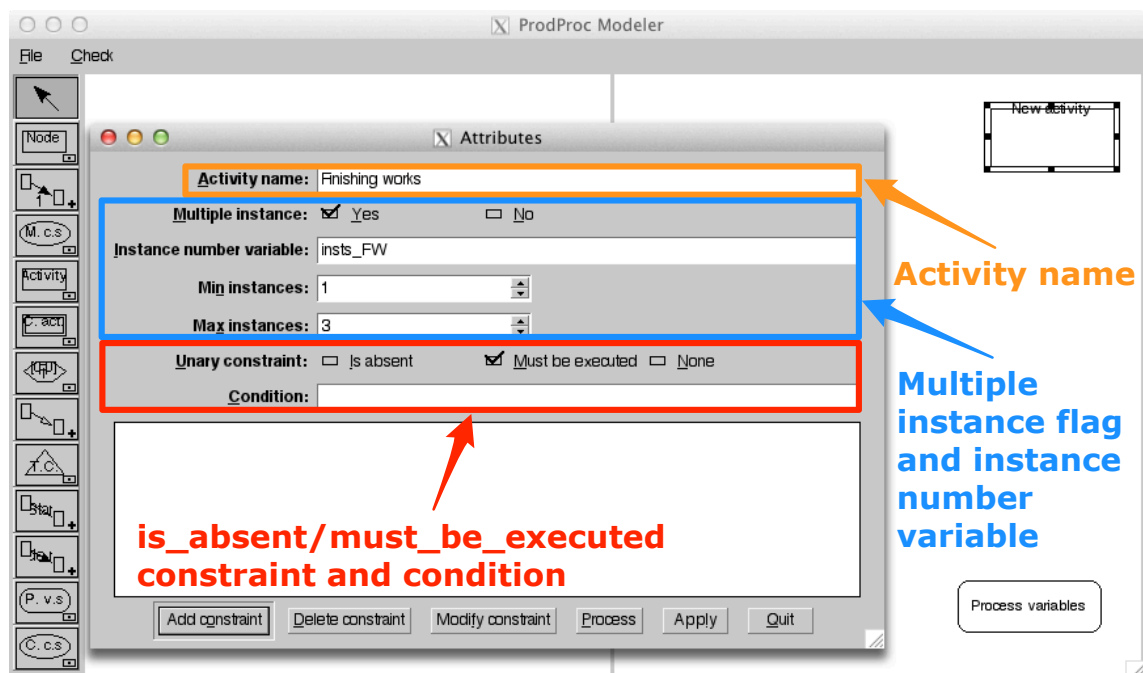 ProdProc Modeler
File Check
New activity
Node
Attributes
Activity name: Finishing works
1
Multiple instance: Yes No
M. c.s
Instance number variable: insts_FW
Activity name
Activity
Min instances: 1
Max instances: 3
Unary constraint: Is absent Must be executed None
Condition:
Multiple
instance flag
and instance
number
variable
T.C.
is_absent/must_be_executed
constraint and condition
P. v.s
Process variables
Add constraint Delete constraint Modify constraint Process Apply Quit
C. c.s